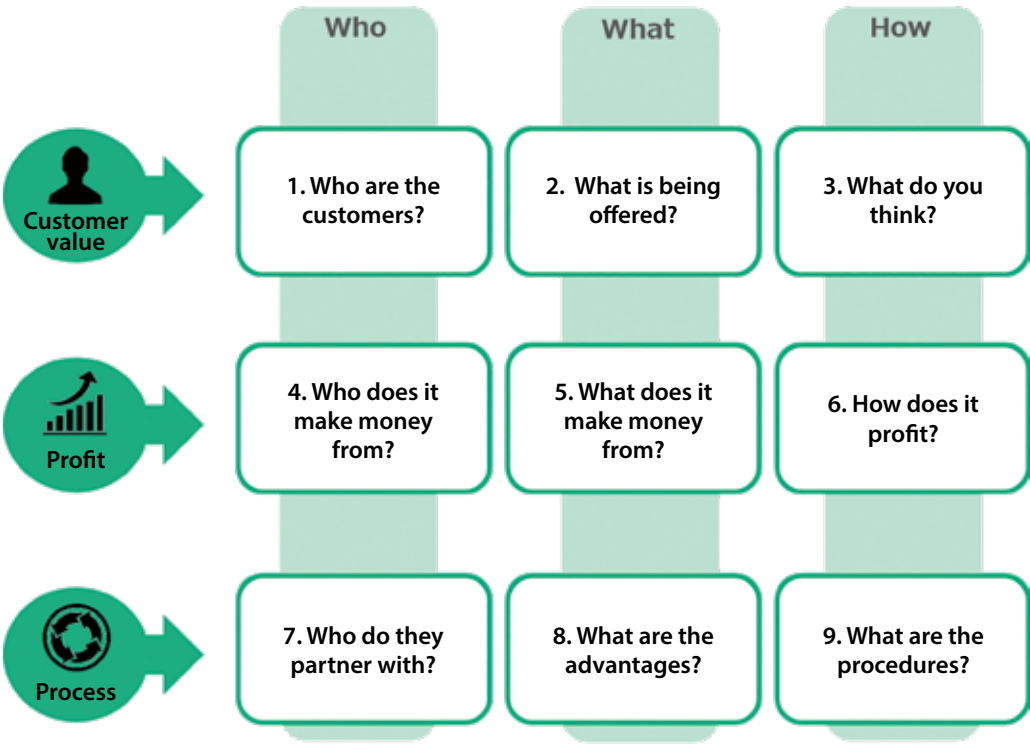 Who
What
How
Customer
value
1. Who are the
customers?
2. What is being
offered?
3. What do you
think?
Profit
4. Who does it
make money
from?
5. What does it
make money
from?
6. How does it
profit?
Process
7. Who do they
partner with?
8. What are the
advantages?
9. What are the
procedures?